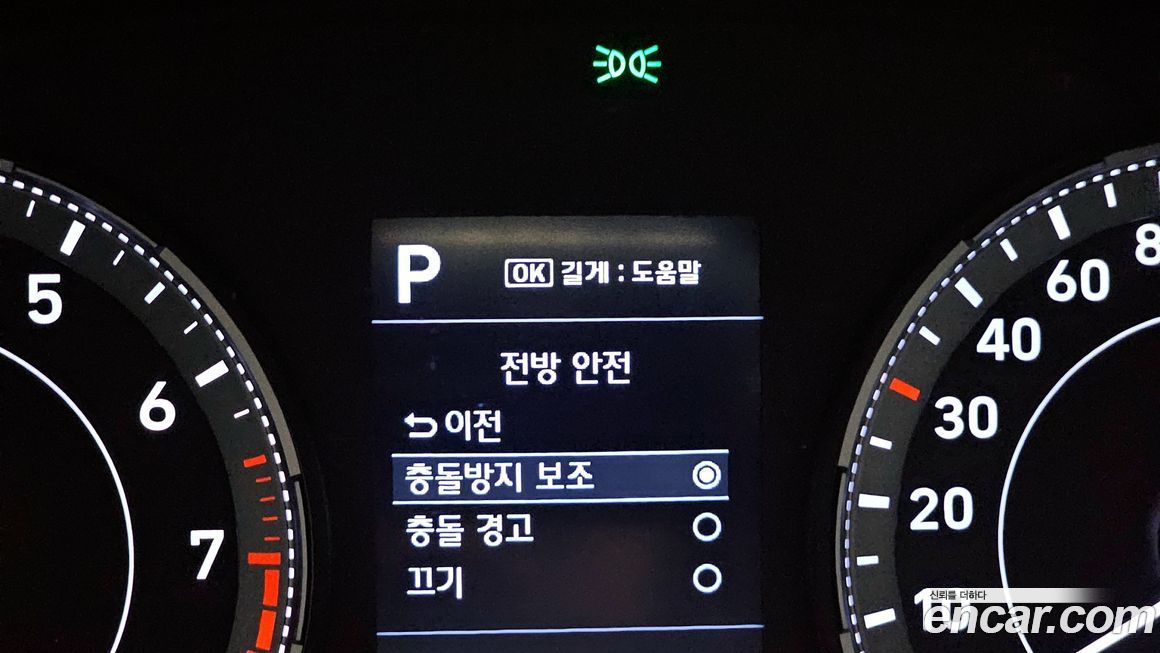 P
OK 길게 : 도움말
전방 안전
이전
충돌방지 보조
충돌 경고
끄기
5
6
7
60
40
30
20
신뢰를 더하다
encar.com